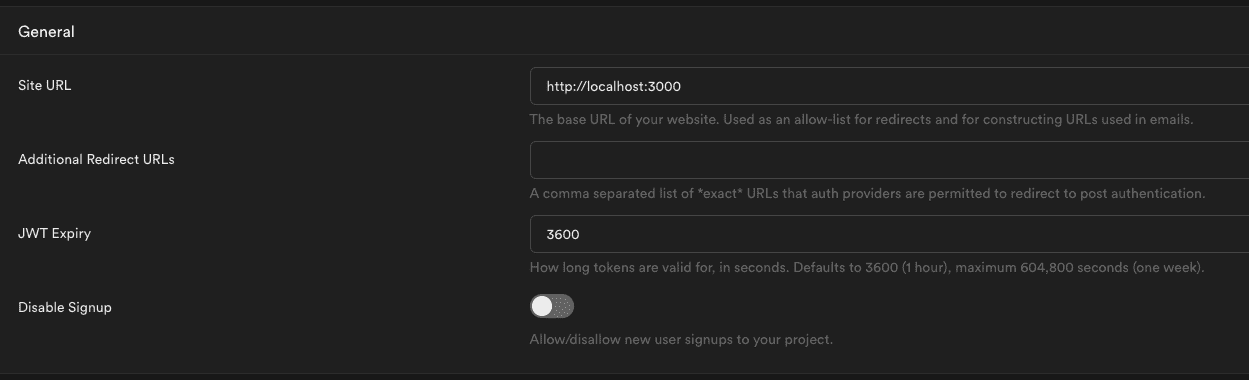 General
Site URL
http://localhost:3000
The base URL of your website. Used as an allow-list for redirects and for constructing URLs used in emails.
Additional Redirect URLs
A comma separated list of *exact* URLs that auth providers are permitted to redirect to post authentication.
JWT Expiry
3600
How long tokens are valid for, in seconds. Defaults to 3600 (1 hour), maximum 604,800 seconds (one week).
Disable Signup
Allow/disallow new user signups to your project.